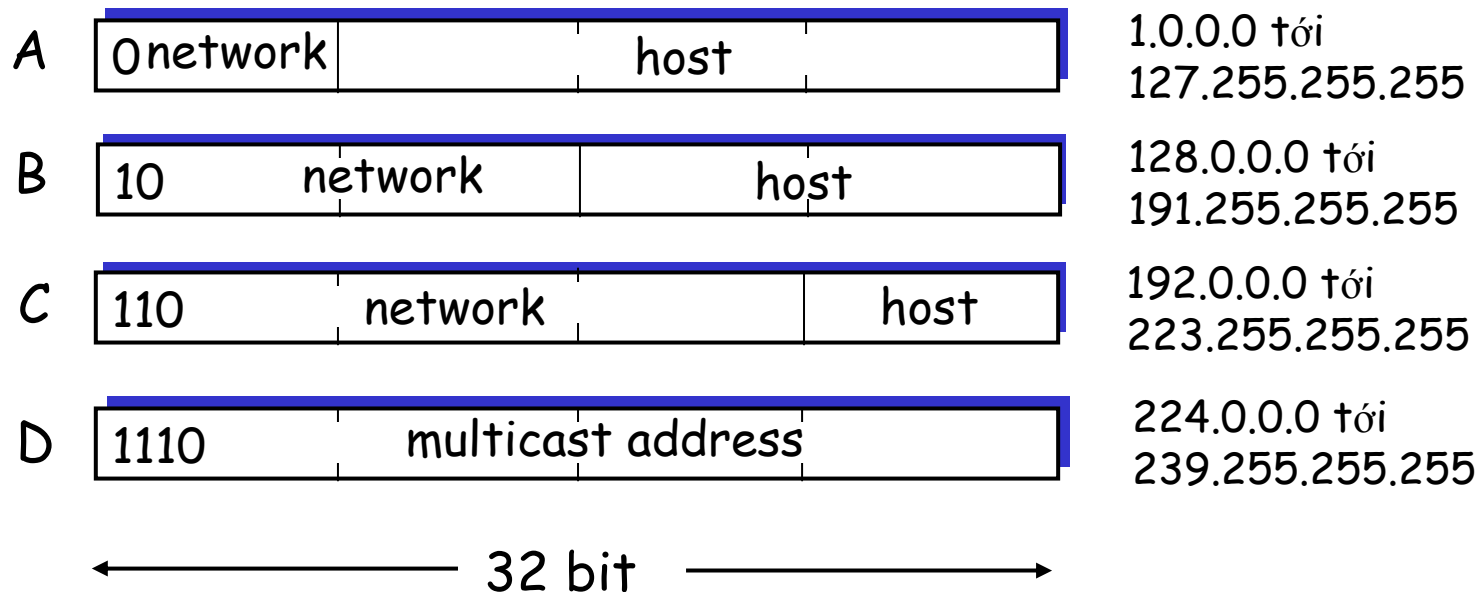 A 0 network host 1.0.0.0 tới
127.255.255.255
B 10 network host 128.0.0.0 tới
191.255.255.255
C 110 network host 192.0.0.0 tới
223.255.255.255
D 1110 multicast address 224.0.0.0 tới
239.255.255.255
32 bit